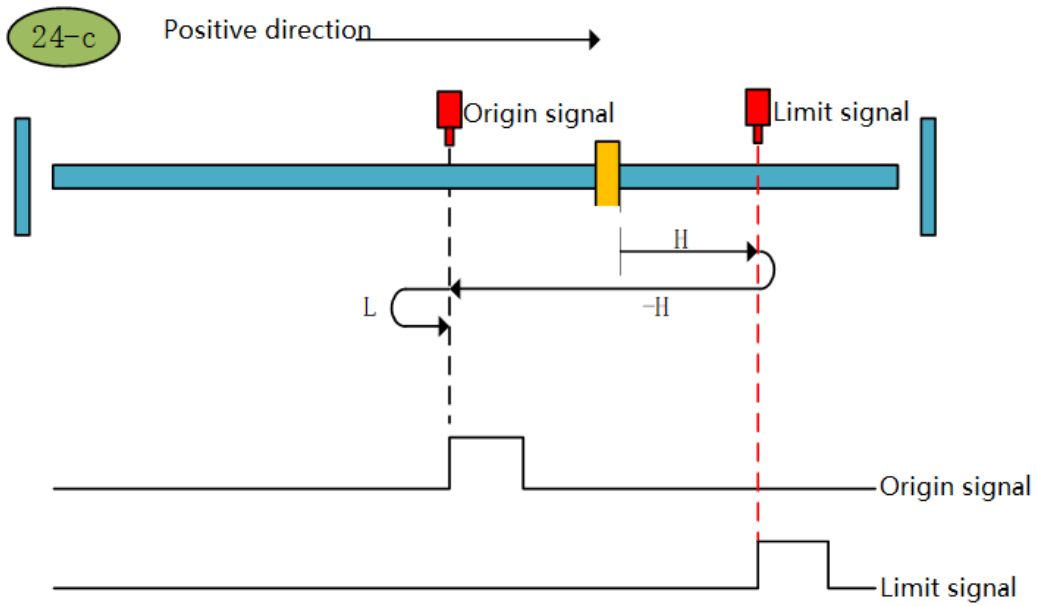 24-c
Positive direction
Origin signal
Limit signal
H
L
-H
Origin signal
Limit signal